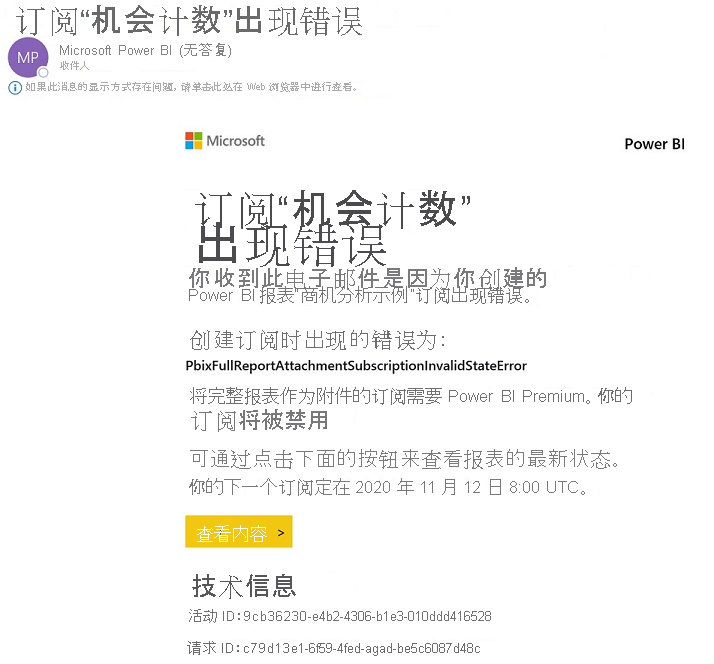 订阅“机会计数”出现错误
MP
Microsoft Power BI (无答复)
收件人
如果此消息的显示方式存在问题, 请单击此处在 Web 浏览器中进行查看。
Microsoft
Power BI
订阅“机会计数”
出现错误
你收到此电子邮件是因为你创建的
Power BI 报表“商机分析示例”订阅出现错误。
创建订阅时出现的错误为:
PbixFullReportAttachmentSubscriptionInvalidStateError
将完整报表作为附件的订阅需要 Power BI Premium。你的
订阅将被禁用
可通过点击下面的按钮来查看报表的最新状态。
你的下一个订阅定在 2020 年 11 月 12 日 8:00 UTC。
查看内容 >
技术信息
活动 ID:9cb36230-e4b2-4306-b1e3-010ddd416528
请求 ID:c79d13e1-6f59-4fed-agad-be5c6087d48c